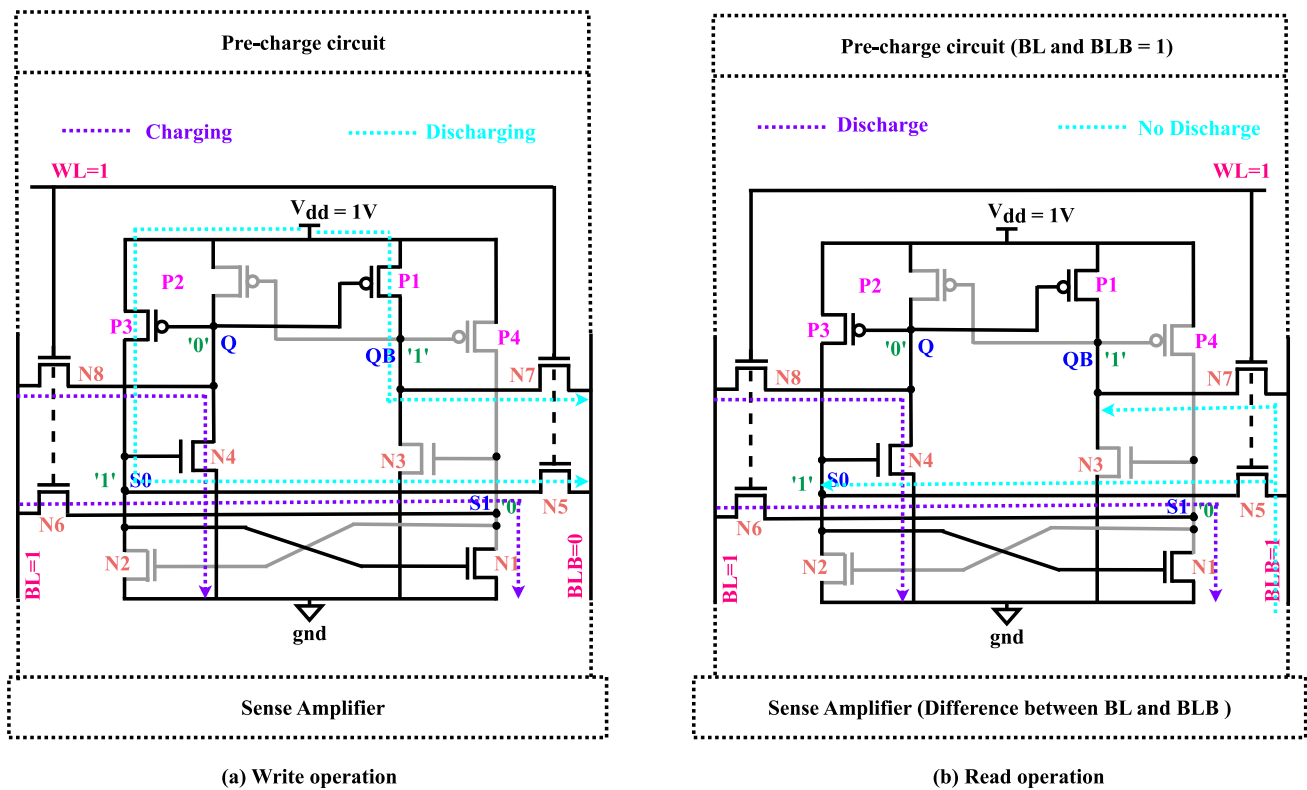 Pre-charge circuit
Charging
Discharging
WL=1
Vdd = 1V
P2
P1
P3
P4
'0'
Q
QB
'1'
N8
N7
N4
N3
'1'
S0
S1
'0'
N6
N5
N2
N1
BL=1
BLB=0
gnd
Sense Amplifier
(a) Write operation
Pre-charge circuit (BL and BLB = 1)
Discharge
No Discharge
WL=1
Vdd = 1V
P2
P1
P3
P4
'0'
Q
QB
'1'
N8
N7
N4
N3
'1'
S0
S1
'0
N6
N5
N2
N1
BL=1
BLB=1
gnd
Sense Amplifier (Difference between BL and BLB )
(b) Read operation